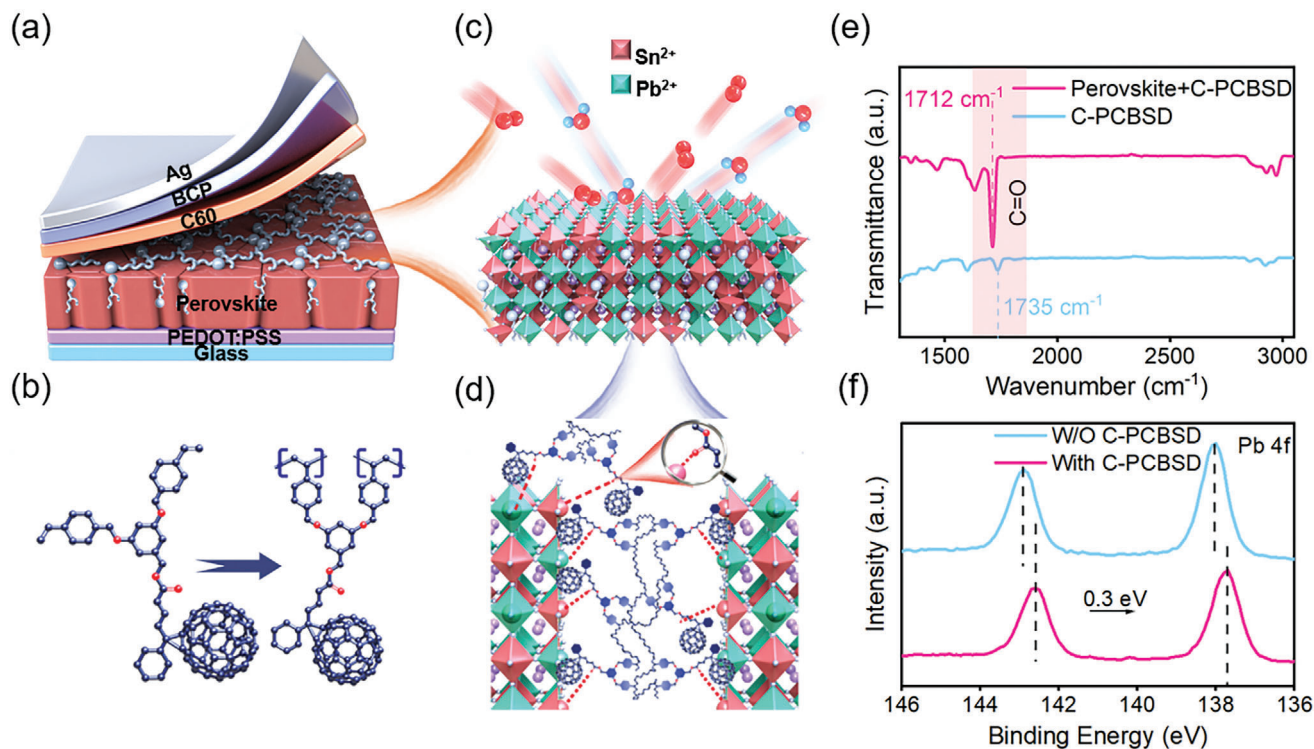 (a)
Ag
BCP
C60
Perovskite
PEDOT:PSS
Glass
(b)
(c)
Sn²⁺
Pb²⁺
(d)
(e)
Transmittance (a.u.)
1712 cm⁻¹
Perovskite+C-PCBSD
C-PCBSD
C=O
1735 cm⁻¹
1500 2000 2500 3000
Wavenumber (cm⁻¹)
(f)
Intensity (a.u.)
W/O C-PCBSD
With C-PCBSD
Pb 4f
0.3 eV
146 144 142 140 138 136
Binding Energy (eV)